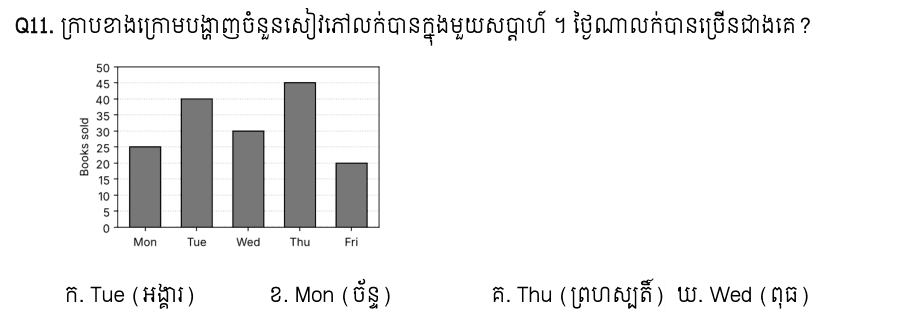 Q11. ក្រាបខាងក្រោមបង្ហាញចំនួនសៀវភៅលក់បានក្នុងមួយសប្តាហ៍ ។ ថ្ងៃណាលក់បានច្រើនជាងគេ ?
50
45
40
35
30
25
20
15
10
5
0
Books sold
Mon Tue Wed Thu Fri
ក. Tue (អង្គារ) ខ. Mon (ច័ន្ទ) គ. Thu (ព្រហស្បតិ៍) ឃ. Wed (ពុធ)